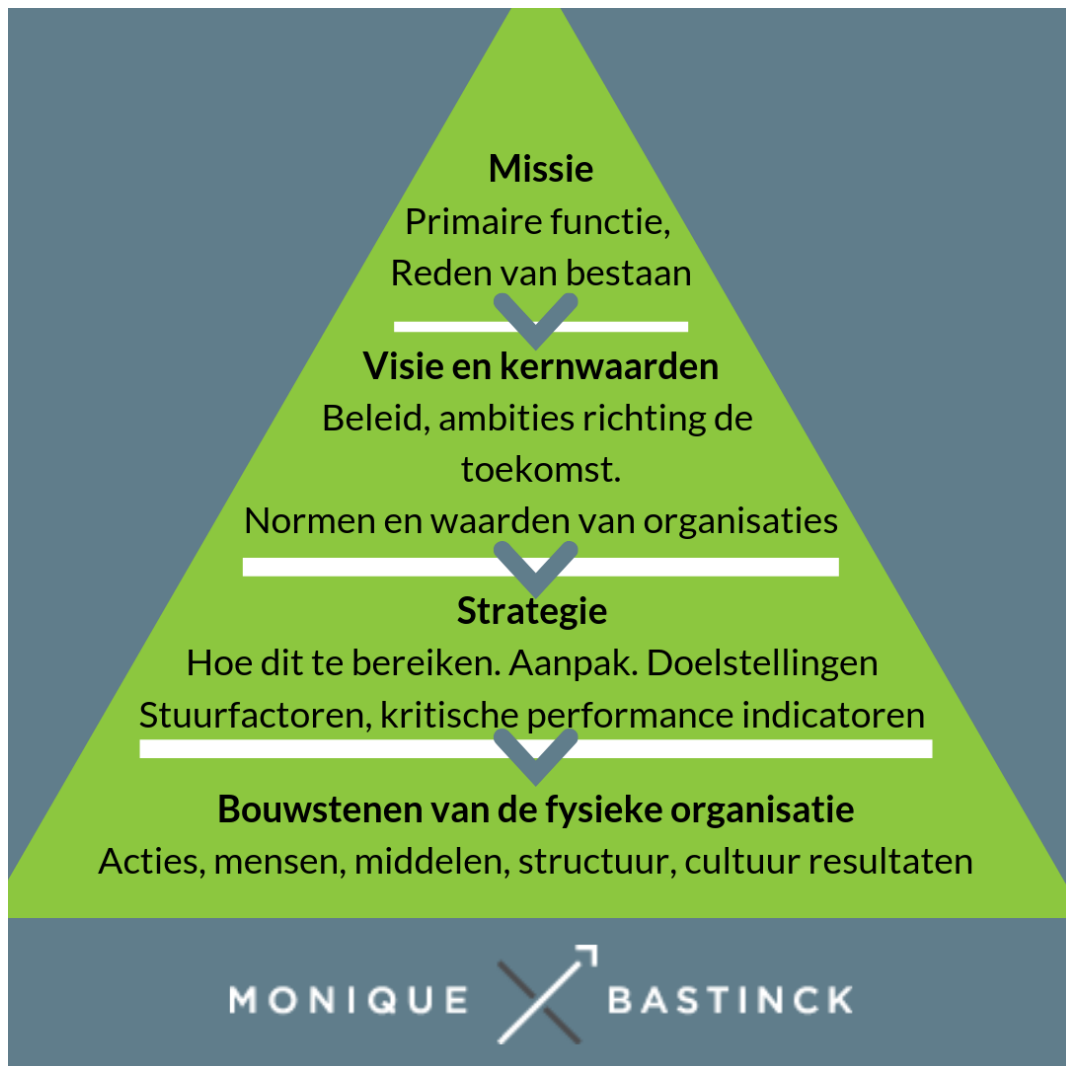 Missie
Primaire functie,
Reden van bestaan
Visie en kernwaarden
Beleid, ambities richting de
toekomst.
Normen en waarden van organisaties
Strategie
Hoe dit te bereiken. Aanpak. Doelstellingen
Stuurfactoren, kritische performance indicatoren
Bouwstenen van de fysieke organisatie
Acties, mensen, middelen, structuur, cultuur resultaten
MONIQUE BASTINCK